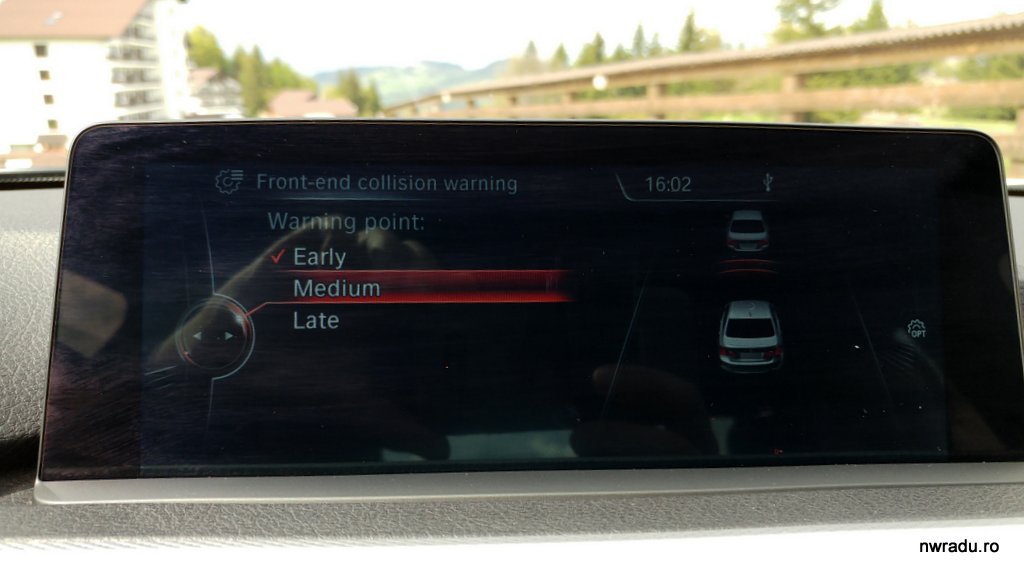 Front-end collision warning
16:02
Warning point:
✓ Early
Medium
Late
OPT
nwradu.ro